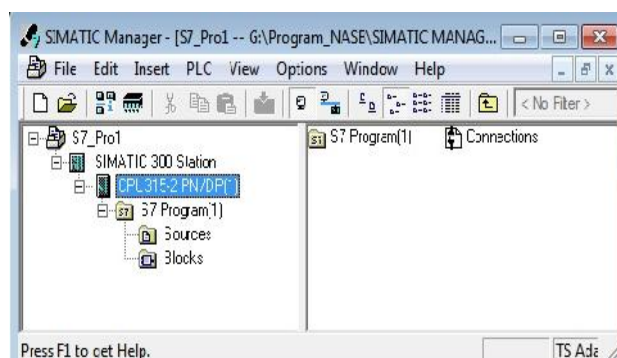 SIMATIC Manager - [S7_Pro1 -- G:\Program_NASE\SIMATIC MANAG...
File Edit Insert PLC View Options Window Help
< No Filter >
S7_Pro1
SIMATIC 300 Station
CPU 315-2 PN/DP(1)
S7 Program(1)
Sources
Blocks
S7 Program(1) Connections
Press F1 to get Help.
TS Ada